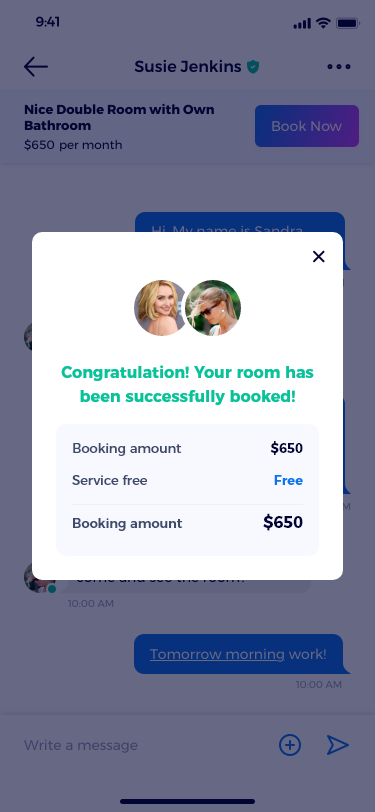 9:41
Susie Jenkins
Nice Double Room with Own
Bathroom
$650 per month
Book Now
Hi, My name is Sandra
Congratulation! Your room has
been successfully booked!
Booking amount $650
Service free Free
Booking amount $650
come and see the room?
10:00 AM
Tomorrow morning work!
10:00 AM
Write a message